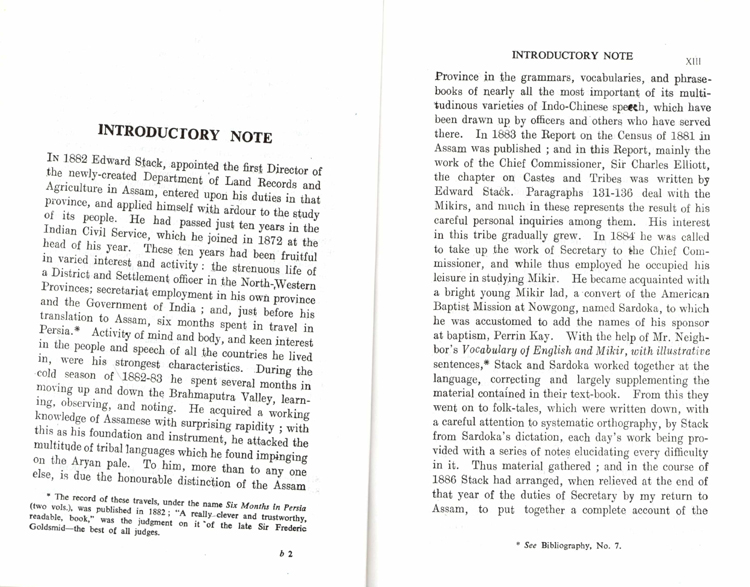 INTRODUCTORY NOTE
IN 1882 Edward Stack, appointed the first Director of
the newly-created Department of Land Records and
Agriculture in Assam, entered upon his duties in that
province, and applied himself with ardour to the study
of its people. He had passed just ten years in the
Indian Civil Service, which he joined in 1872 at the
head of his year. These ten years had been fruitful
in varied interest and activity : the strenuous life of
a District and Settlement officer in the North-Western
Provinces; secretariat employment in his own province
and the Government of India ; and, just before his
translation to Assam, six months spent in travel in
Persia.* Activity of mind and body, and keen interest
in the people and speech of all the countries he lived
in, were his strongest characteristics. During the
cold season of 1882-83 he spent several months in
moving up and down the Brahmaputra Valley, learn-
ing, observing, and noting. He acquired a working
knowledge of Assamese with surprising rapidity ; with
this as his foundation and instrument, he attacked the
multitude of tribal languages which he found impinging
on the Aryan pale. To him, more than to any one
else, is due the honourable distinction of the Assam
* The record of these travels, under the name Six Months in Persia
(two vols.), was published in 1882 ; "A really clever and trustworthy,
readable, book," was the judgment on it of the late Sir Frederic
Goldsmid—the best of all judges.
b 2
INTRODUCTORY NOTE XIII
Province in the grammars, vocabularies, and phrase-
books of nearly all the most important of its multi-
tudinous varieties of Indo-Chinese speech, which have
been drawn up by officers and others who have served
there. In 1883 the Report on the Census of 1881 in
Assam was published ; and in this Report, mainly the
work of the Chief Commissioner, Sir Charles Elliott,
the chapter on Castes and Tribes was written by
Edward Stack. Paragraphs 131-136 deal with the
Mikirs, and much in these represents the result of his
careful personal inquiries among them. His interest
in this tribe gradually grew. In 1884 he was called
to take up the work of Secretary to the Chief Com-
missioner, and while thus employed he occupied his
leisure in studying Mikir. He became acquainted with
a bright young Mikir lad, a convert of the American
Baptist Mission at Nowgong, named Sardoka, to which
he was accustomed to add the names of his sponsor
at baptism, Perrin Kay. With the help of Mr. Neigh-
bor's Vocabulary of English and Mikir, with illustrative
sentences,* Stack and Sardoka worked together at the
language, correcting and largely supplementing the
material contained in their text-book. From this they
went on to folk-tales, which were written down, with
a careful attention to systematic orthography, by Stack
from Sardoka's dictation, each day's work being pro-
vided with a series of notes elucidating every difficulty
in it. Thus material gathered ; and in the course of
1886 Stack had arranged, when relieved at the end of
that year of the duties of Secretary by my return to
Assam, to put together a complete account of the
* See Bibliography, No. 7.